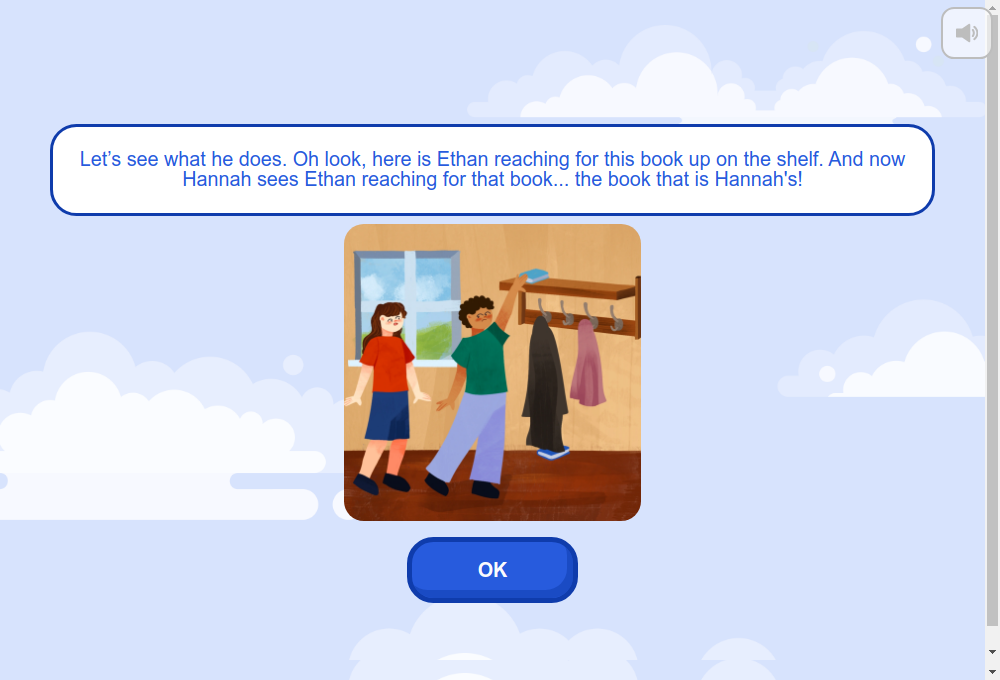 Let’s see what he does. Oh look, here is Ethan reaching for this book up on the shelf. And now
Hannah sees Ethan reaching for that book... the book that is Hannah's!
OK